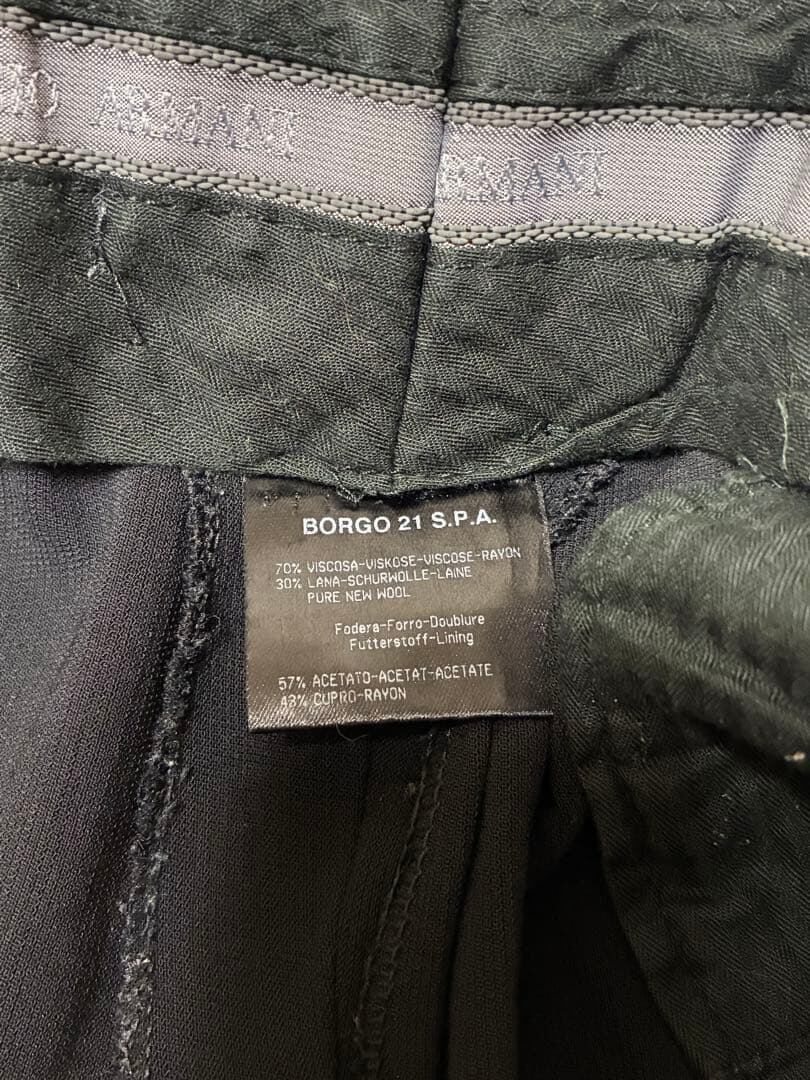 ARMANI
RMANI
BORGO 21 S.P.A.
70% VISCOSA-VISKOSE-VISCOSE-RAYON
30% LANA-SCHURWOLLE-LAINE
PURE NEW WOOL
Fodera-Forro-Doublure
Futterstoff-Lining
57% ACETATO-ACETAT-ACETATE
43% CUPRO-RAYON